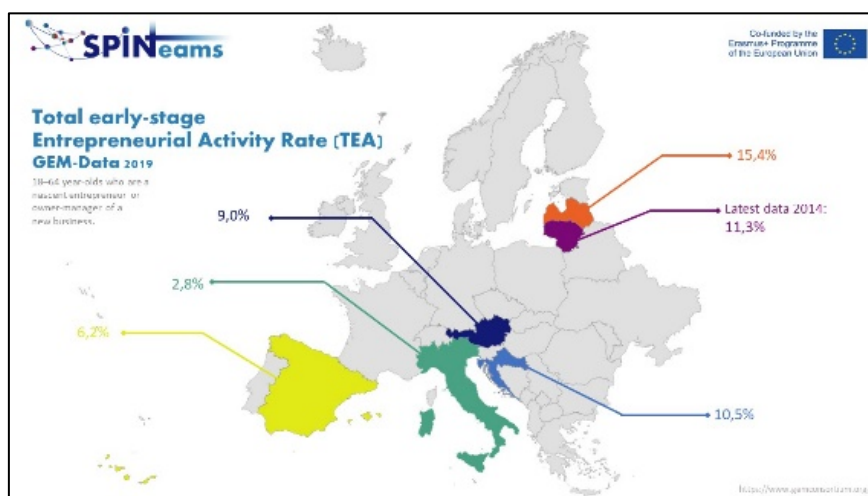 SPINTeams
Co-funded by the
Erasmus+ Programme
of the European Union
Total early-stage
Entrepreneurial Activity Rate (TEA)
GEM-Data 2019
18–64 year-olds who are a
nascent entrepreneur or
owner-manager of a
new business.
15,4%
Latest data 2014:
11,3%
9,0%
2,8%
6,2%
10,5%
https://www.gemconsortium.org